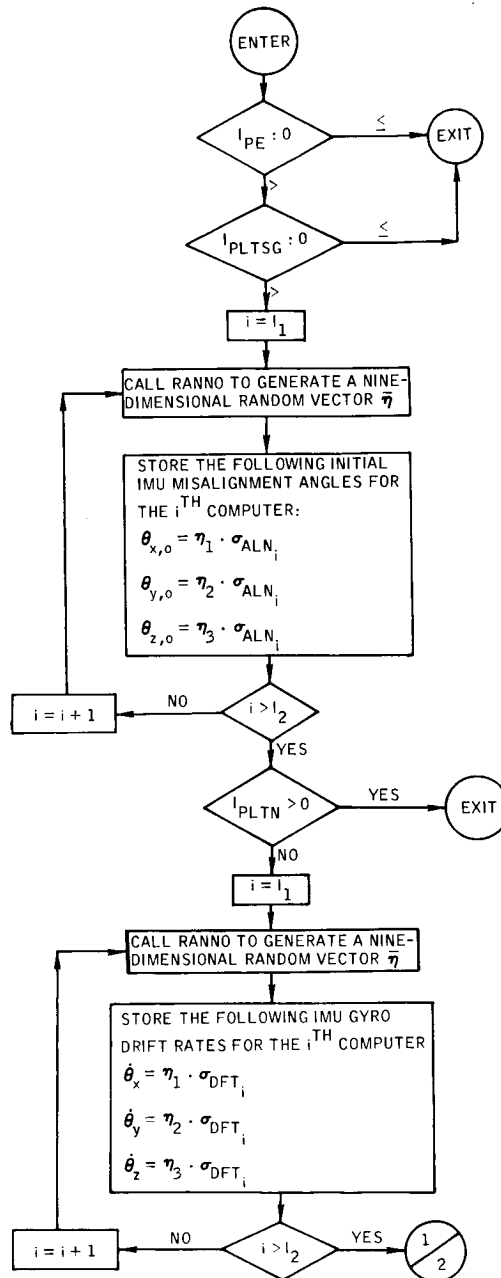 ENTER
I_PE : 0
≤
EXIT
>
I_PLTSG : 0
≤
>
i = I_1
CALL RANNO TO GENERATE A NINE-
DIMENSIONAL RANDOM VECTOR η̅
STORE THE FOLLOWING INITIAL
IMU MISALIGNMENT ANGLES FOR
THE i^TH COMPUTER:
θ_x,o = η_1 · σ_ALN_i
θ_y,o = η_2 · σ_ALN_i
θ_z,o = η_3 · σ_ALN_i
i = i + 1
NO
i > I_2
YES
I_PLTN > 0
YES
EXIT
NO
i = I_1
CALL RANNO TO GENERATE A NINE-
DIMENSIONAL RANDOM VECTOR η̅
STORE THE FOLLOWING IMU GYRO
DRIFT RATES FOR THE i^TH COMPUTER
θ̇_x = η_1 · σ_DFT_i
θ̇_y = η_2 · σ_DFT_i
θ̇_z = η_3 · σ_DFT_i
i = i + 1
NO
i > I_2
YES
1
2